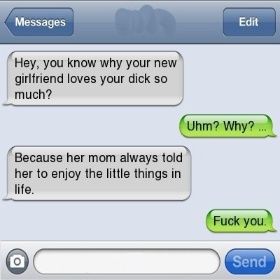 Messages
Edit
Hey, you know why your new
girlfriend loves your dick so
much?
Uhm? Why? ...
Because her mom always told
her to enjoy the little things in
life.
Fuck you.
Send